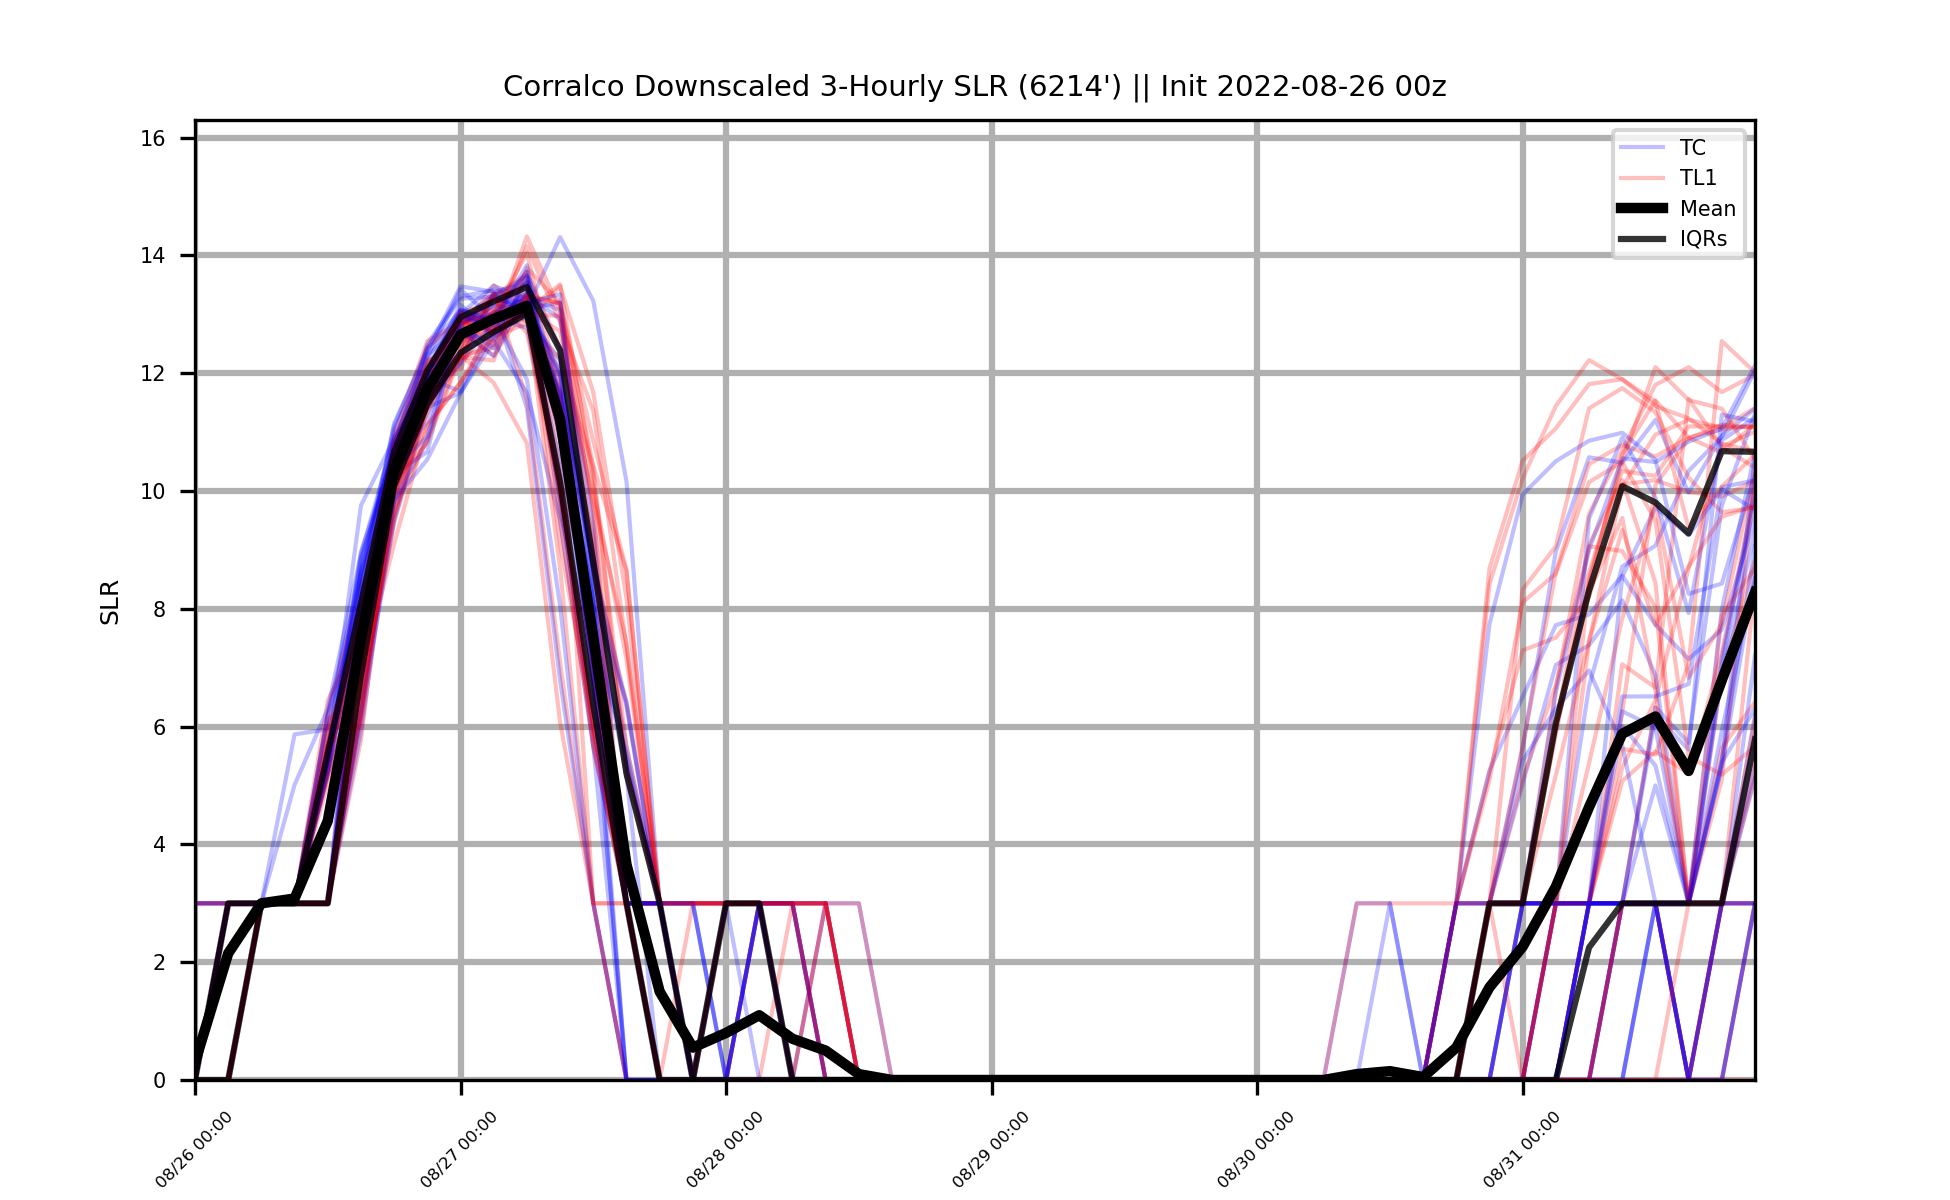 Corralco Downscaled 3-Hourly SLR (6214') || Init 2022-08-26 00z
TC
TL1
Mean
IQRs
SLR
16
14
12
10
8
6
4
2
0
08/26 00:00
08/27 00:00
08/28 00:00
08/29 00:00
08/30 00:00
08/31 00:00